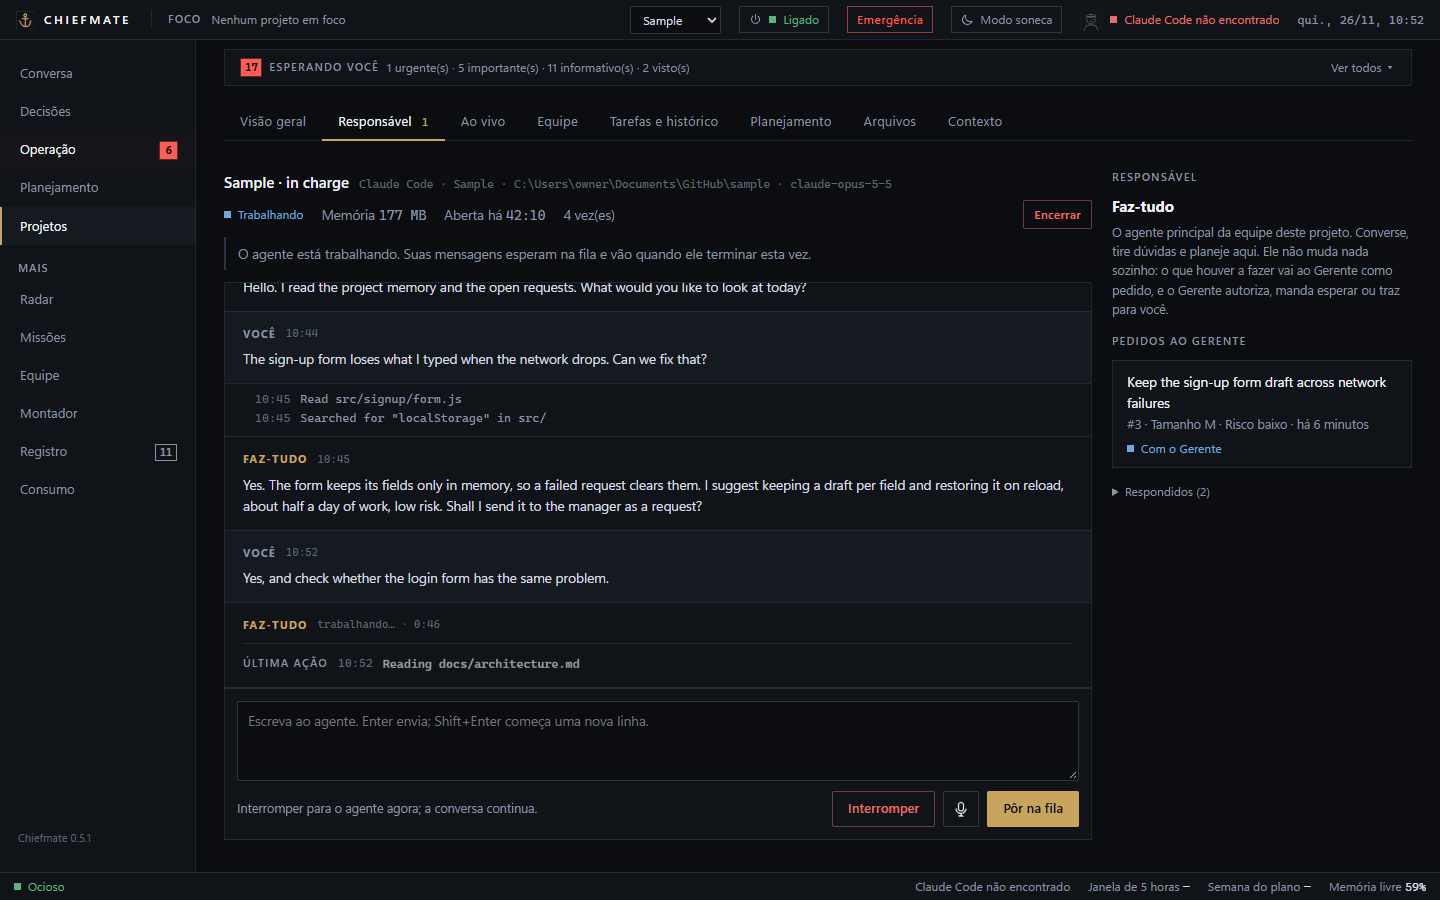 CHIEFMATE
FOCO Nenhum projeto em foco
Sample
Ligado
Emergência
Modo soneca
Claude Code não encontrado
qui., 26/11, 10:52
Conversa
Decisões
Operação 6
Planejamento
Projetos
MAIS
Radar
Missões
Equipe
Montador
Registro 11
Consumo
Chiefmate 0.5.1
17 ESPERANDO VOCÊ 1 urgente(s) · 5 importante(s) · 11 informativo(s) · 2 visto(s)
Ver todos
Visão geral
Responsável 1
Ao vivo
Equipe
Tarefas e histórico
Planejamento
Arquivos
Contexto
Sample · in charge Claude Code · Sample · C:\Users\owner\Documents\GitHub\sample · claude-opus-5-5
Trabalhando Memória 177 MB Aberta há 42:10 4 vez(es)
Encerrar
O agente está trabalhando. Suas mensagens esperam na fila e vão quando ele terminar esta vez.
Hello. I read the project memory and the open requests. What would you like to look at today?
VOCÊ 10:44
The sign-up form loses what I typed when the network drops. Can we fix that?
10:45 Read src/signup/form.js
10:45 Searched for "localStorage" in src/
FAZ-TUDO 10:45
Yes. The form keeps its fields only in memory, so a failed request clears them. I suggest keeping a draft per field and restoring it on reload,
about half a day of work, low risk. Shall I send it to the manager as a request?
VOCÊ 10:52
Yes, and check whether the login form has the same problem.
FAZ-TUDO trabalhando… · 0:46
ÚLTIMA AÇÃO 10:52 Reading docs/architecture.md
Escreva ao agente. Enter envia; Shift+Enter começa uma nova linha.
Interromper para o agente agora; a conversa continua.
Interromper
Pôr na fila
RESPONSÁVEL
Faz-tudo
O agente principal da equipe deste projeto. Converse,
tire dúvidas e planeje aqui. Ele não muda nada
sozinho: o que houver a fazer vai ao Gerente como
pedido, e o Gerente autoriza, manda esperar ou traz
para você.
PEDIDOS AO GERENTE
Keep the sign-up form draft across network
failures
#3 · Tamanho M · Risco baixo · há 6 minutos
Com o Gerente
Respondidos (2)
Ocioso
Claude Code não encontrado
Janela de 5 horas —
Semana do plano —
Memória livre 59%